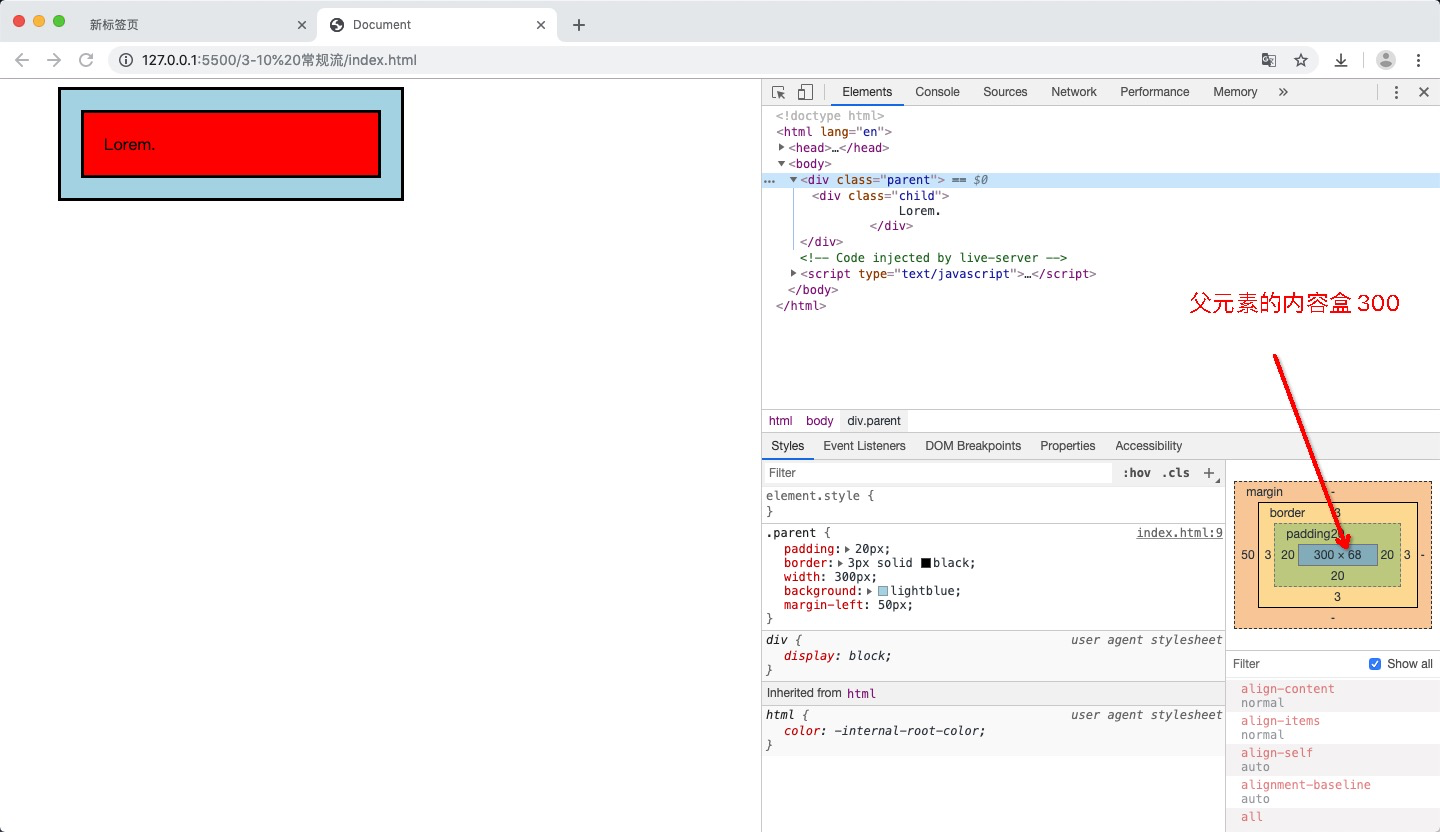 新标签页
Document
127.0.0.1:5500/3-10%20常规流/index.html
Lorem.
Elements Console Sources Network Performance Memory »
<!doctype html>
<html lang="en">
<head>…</head>
<body>
<div class="parent"> == $0
<div class="child">
Lorem.
</div>
</div>
<!-- Code injected by live-server -->
<script type="text/javascript">…</script>
</body>
</html>
父元素的内容盒 300
html body div.parent
Styles Event Listeners DOM Breakpoints Properties Accessibility
Filter :hov .cls +
element.style {
}
.parent { index.html:9
padding: 20px;
border: 3px solid black;
width: 300px;
background: lightblue;
margin-left: 50px;
}
div { user agent stylesheet
display: block;
}
Inherited from html
html { user agent stylesheet
color: -internal-root-color;
}
margin -
border 3
padding 20
50 3 20 300 × 68 20 3 -
20
3
-
Filter Show all
align-content
normal
align-items
normal
align-self
auto
alignment-baseline
auto
all